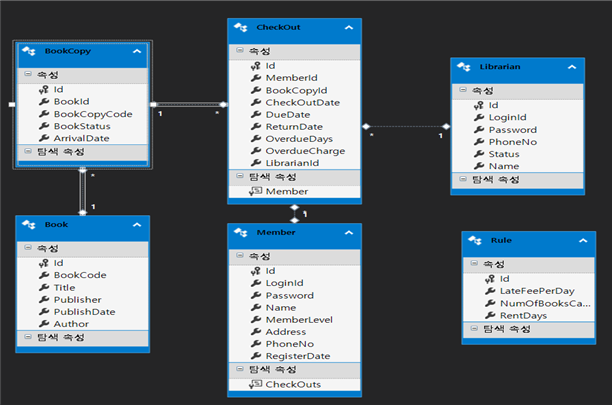 BookCopy
속성
Id
BookId
BookCopyCode
BookStatus
ArrivalDate
탐색 속성
CheckOut
속성
Id
MemberId
BookCopyId
CheckOutDate
DueDate
ReturnDate
OverdueDays
OverdueCharge
LibrarianId
탐색 속성
Member
Librarian
속성
Id
LoginId
Password
PhoneNo
Status
Name
탐색 속성
1
*
*
1
*
1
1
Book
속성
Id
BookCode
Title
Publisher
PublishDate
Author
탐색 속성
Member
속성
Id
LoginId
Password
Name
MemberLevel
Address
PhoneNo
RegisterDate
탐색 속성
CheckOuts
Rule
속성
Id
LateFeePerDay
NumOfBooksCa...
RentDays
탐색 속성